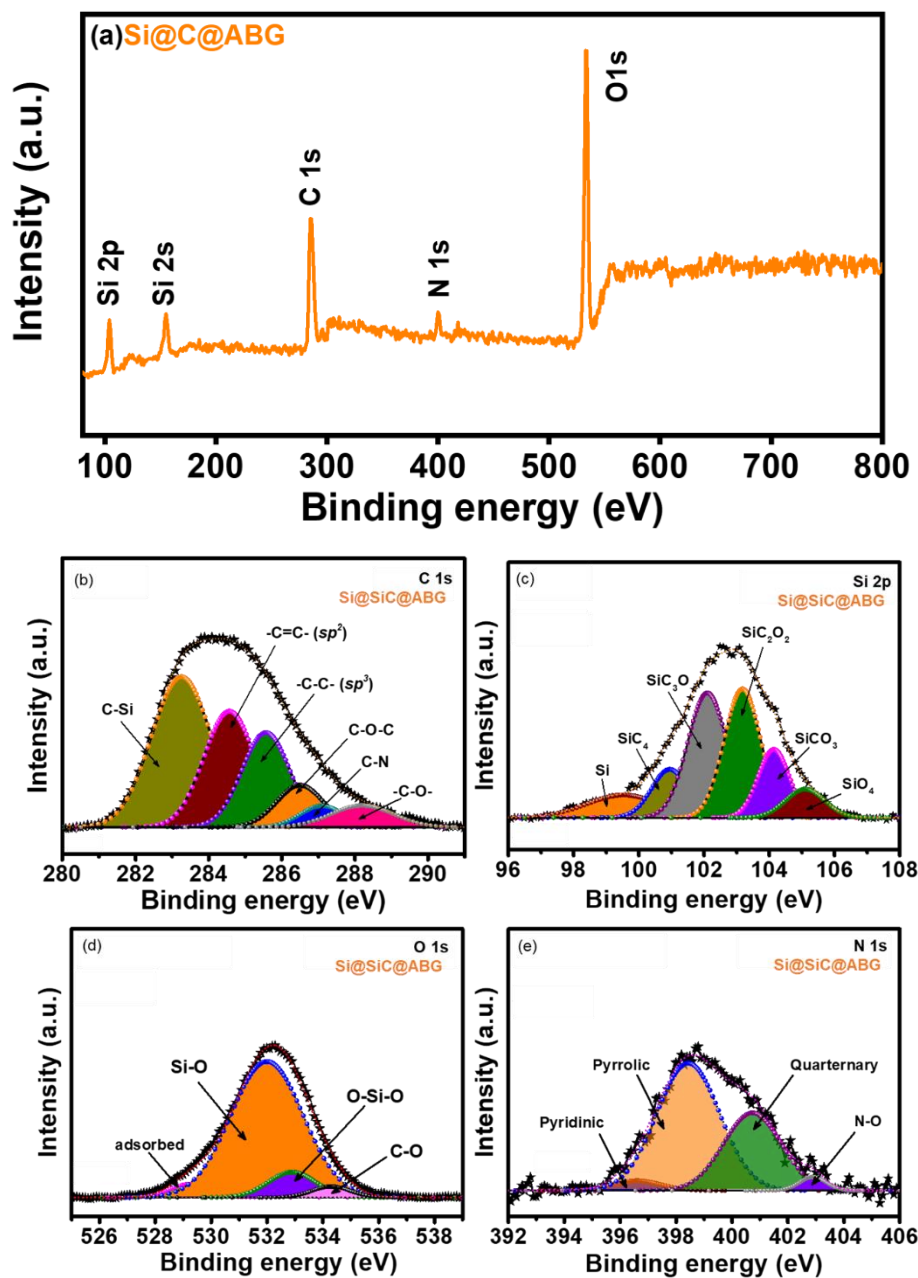 (a)Si@C@ABG
Si 2p
Si 2s
C 1s
N 1s
O1s
Intensity (a.u.)
100 200 300 400 500 600 700 800
Binding energy (eV)
(b)
C 1s
Si@SiC@ABG
-C=C- (sp²)
-C-C- (sp³)
C-Si
C-O-C
C-N
-C-O-
Intensity (a.u.)
280 282 284 286 288 290
Binding energy (eV)
(c)
Si 2p
Si@SiC@ABG
SiC₂O₂
SiC₃O
SiC₄
SiCO₃
Si
SiO₄
Intensity (a.u.)
96 98 100 102 104 106 108
Binding energy (eV)
(d)
O 1s
Si@SiC@ABG
Si-O
O-Si-O
adsorbed
C-O
Intensity (a.u.)
526 528 530 532 534 536 538
Binding energy (eV)
(e)
N 1s
Si@SiC@ABG
Pyrrolic
Quarternary
Pyridinic
N-O
Intensity (a.u.)
392 394 396 398 400 402 404 406
Binding energy (eV)